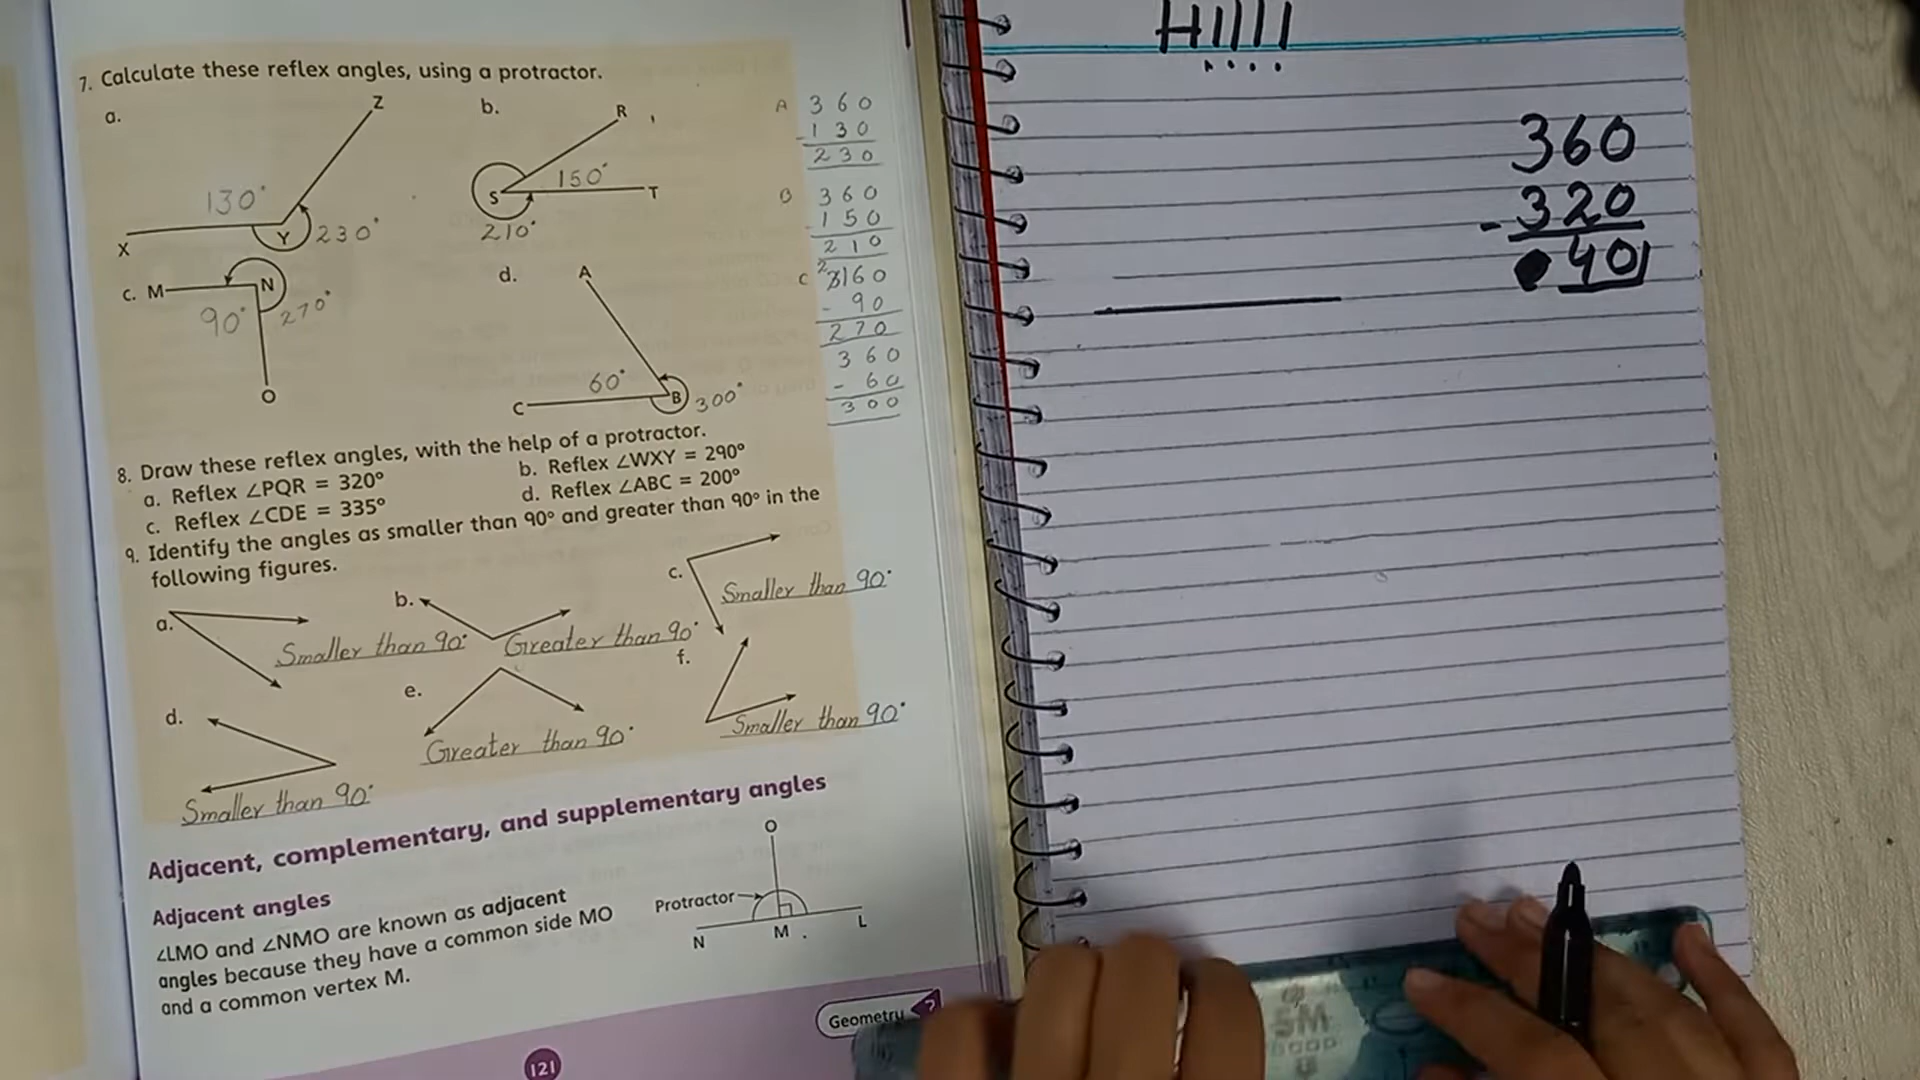 7. Calculate these reflex angles, using a protractor.
a.
Z
130°
X
Y
230°
b.
R
S
150°
T
210°
c. M
N
90°
270°
O
d.
A
60°
C
B
300°
A 360
- 130
230
B 360
- 150
210
C 2 3160
- 90
270
360
- 60
300
8. Draw these reflex angles, with the help of a protractor.
a. Reflex ∠PQR = 320°
b. Reflex ∠WXY = 290°
c. Reflex ∠CDE = 335°
d. Reflex ∠ABC = 200°
9. Identify the angles as smaller than 90° and greater than 90° in the
following figures.
a.
Smaller than 90°
b.
Greater than 90°
c.
Smaller than 90°
d.
Smaller than 90°
e.
Greater than 90°
f.
Smaller than 90°
Adjacent, complementary, and supplementary angles
Adjacent angles
∠LMO and ∠NMO are known as adjacent
angles because they have a common side MO
and a common vertex M.
O
Protractor
N
M
L
Geometry
121
360
- 320
40
SM